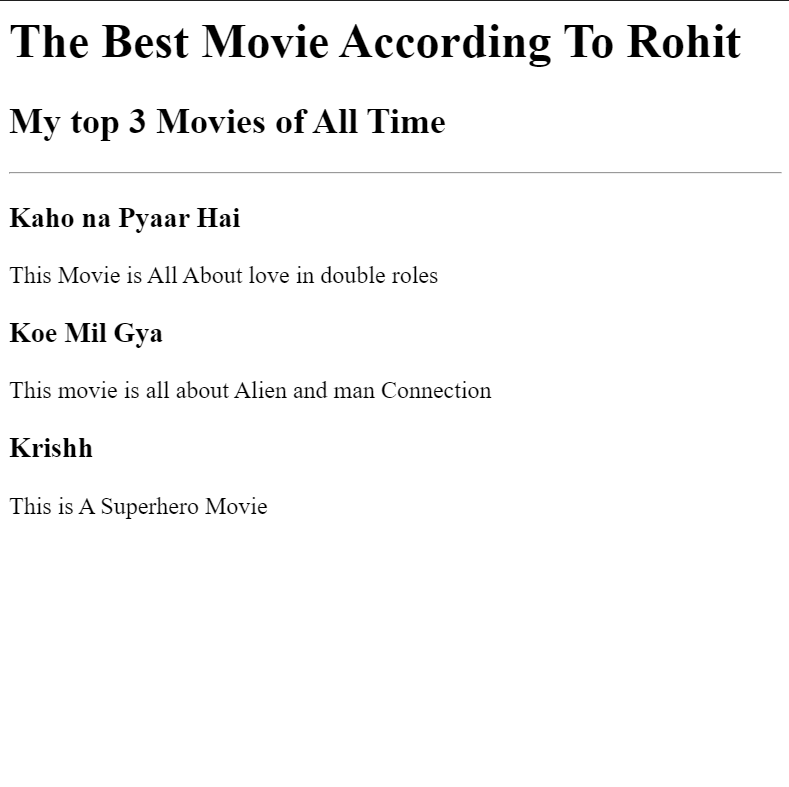 The Best Movie According To Rohit
My top 3 Movies of All Time
Kaho na Pyaar Hai
This Movie is All About love in double roles
Koe Mil Gya
This movie is all about Alien and man Connection
Krishh
This is A Superhero Movie